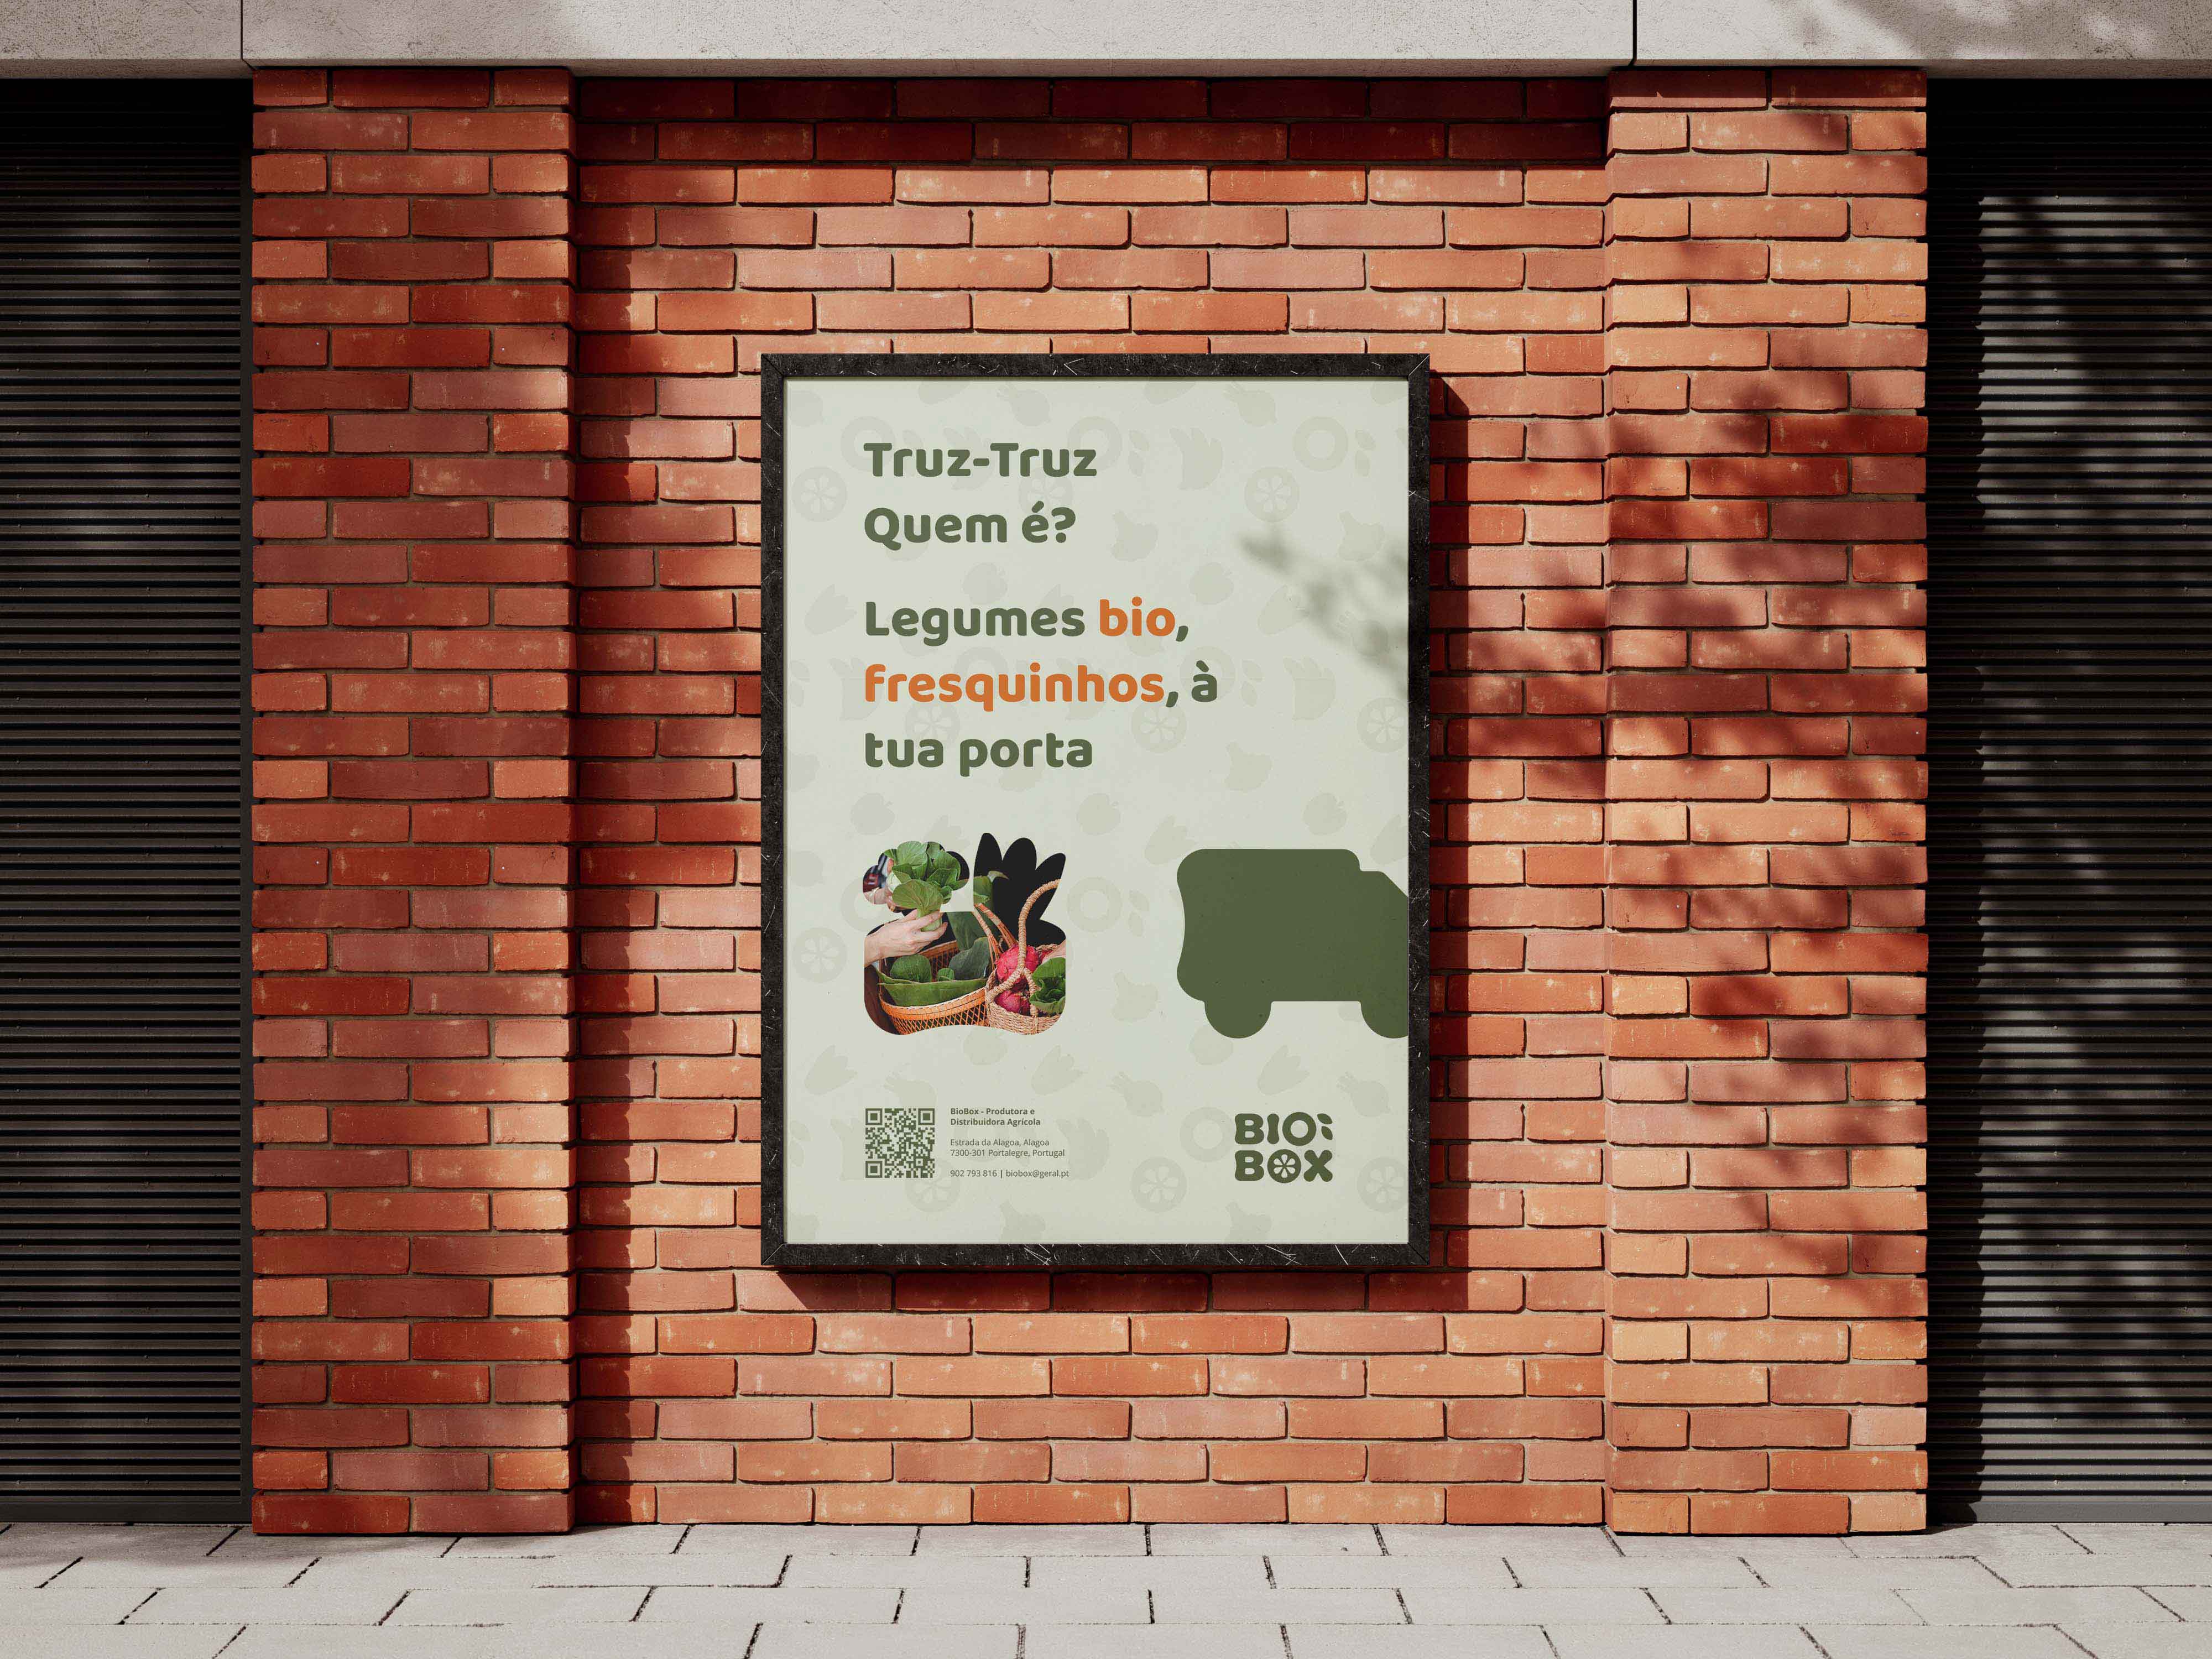 Truz-Truz
Quem é?
Legumes bio,
fresquinhos, à
tua porta
BioBox - Produtora e
Distribuidora Agrícola
Estrada da Alagoa, Alagoa
7300-301 Portalegre, Portugal
902 793 816 | biobox@geral.pt
BIO
BOX